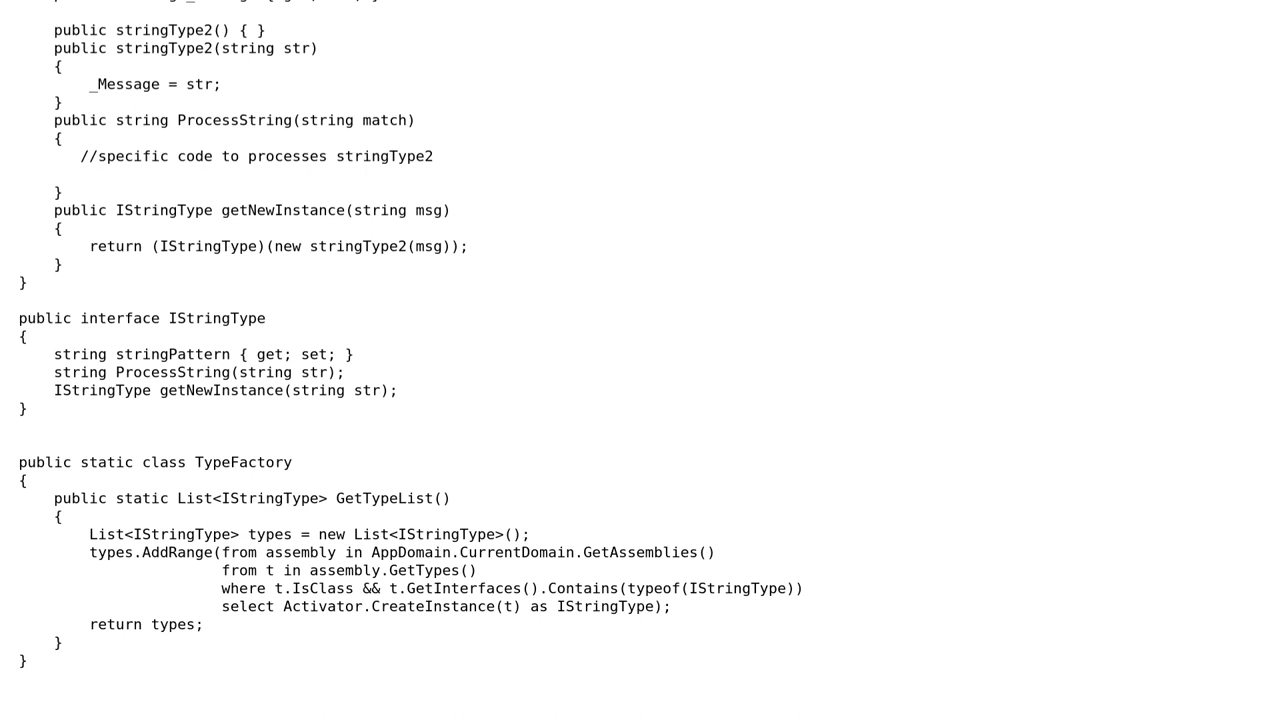 public stringType2() { }
    public stringType2(string str)
    {
        _Message = str;
    }
    public string ProcessString(string match)
    {
       //specific code to processes stringType2

    }
    public IStringType getNewInstance(string msg)
    {
        return (IStringType)(new stringType2(msg));
    }
}

public interface IStringType
{
    string stringPattern { get; set; }
    string ProcessString(string str);
    IStringType getNewInstance(string str);
}


public static class TypeFactory
{
    public static List<IStringType> GetTypeList()
    {
        List<IStringType> types = new List<IStringType>();
        types.AddRange(from assembly in AppDomain.CurrentDomain.GetAssemblies()
                       from t in assembly.GetTypes()
                       where t.IsClass && t.GetInterfaces().Contains(typeof(IStringType))
                       select Activator.CreateInstance(t) as IStringType);
        return types;
    }
}